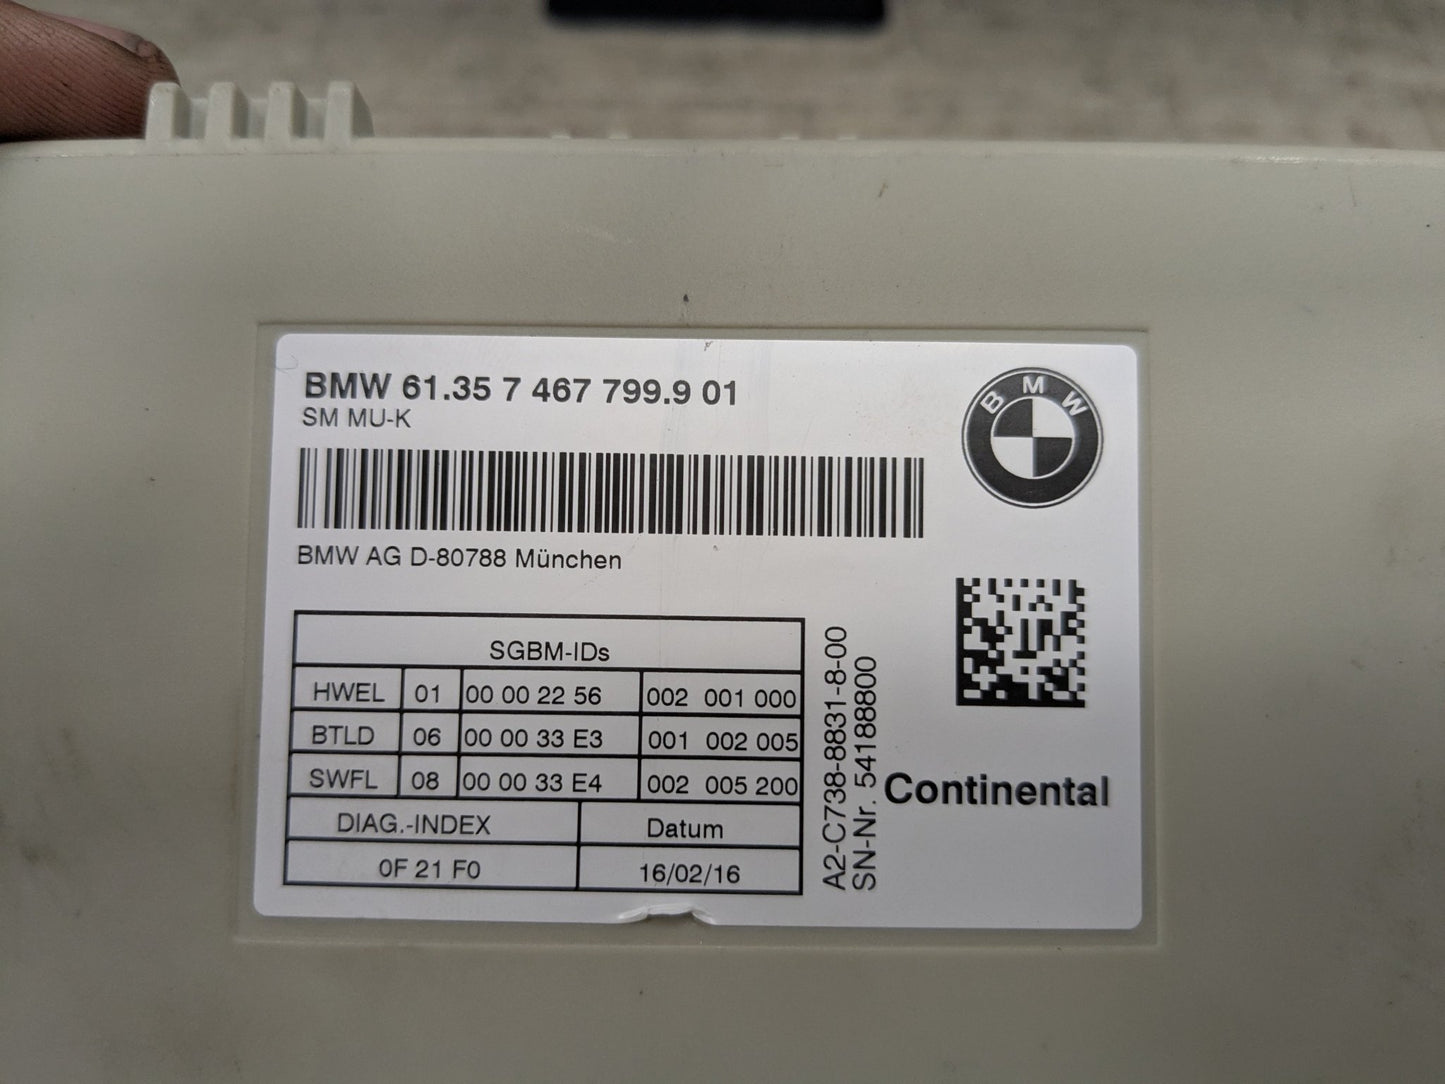 BMW 61.35 7 467 799.9 01
SM MU-K
BMW
BMW AG D-80788 München
SGBM-IDs
HWEL 01 00 00 22 56 002 001 000
BTLD 06 00 00 33 E3 001 002 005
SWFL 08 00 00 33 E4 002 005 200
DIAG.-INDEX Datum
0F 21 F0 16/02/16
A2-C738-8831-8-00
SN-Nr. 54188800
Continental